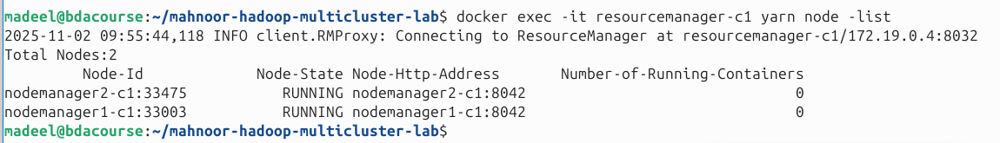 madeel@bdacourse:~/mahnoor-hadoop-multicluster-lab$ docker exec -it resourcemanager-c1 yarn node -list
2025-11-02 09:55:44,118 INFO client.RMProxy: Connecting to ResourceManager at resourcemanager-c1/172.19.0.4:8032
Total Nodes:2
         Node-Id             Node-State Node-Http-Address       Number-of-Running-Containers
nodemanager2-c1:33475           RUNNING nodemanager2-c1:8042                               0
nodemanager1-c1:33003           RUNNING nodemanager1-c1:8042                               0
madeel@bdacourse:~/mahnoor-hadoop-multicluster-lab$